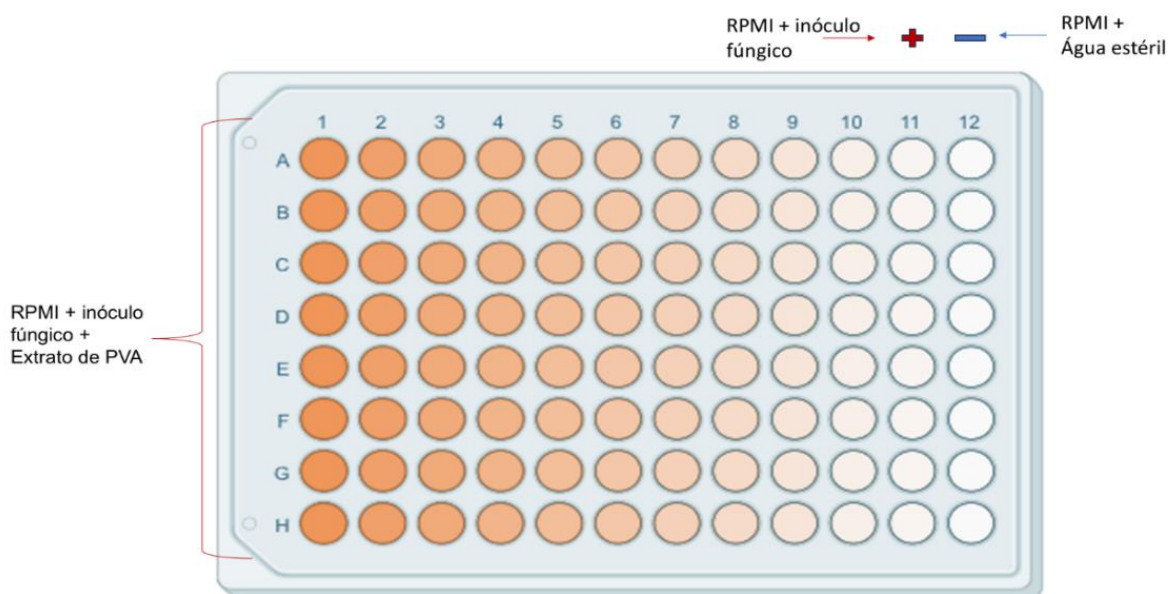 RPMI + inóculo
fúngico
RPMI +
Água estéril
1 2 3 4 5 6 7 8 9 10 11 12
A
B
C
D
E
F
G
H
RPMI + inóculo
fúngico +
Extrato de PVA